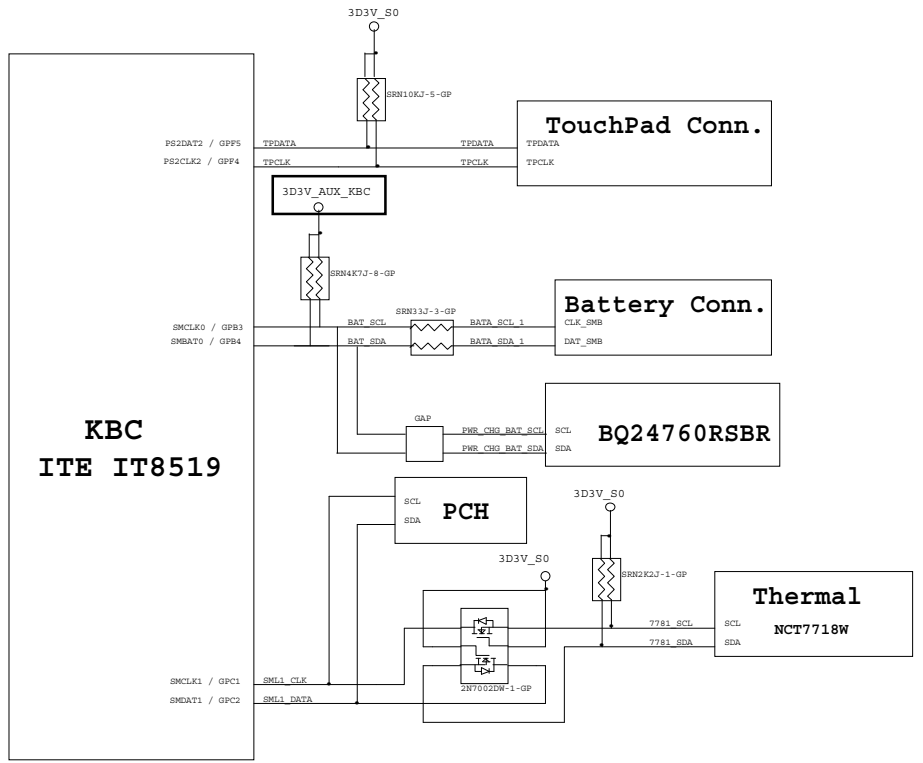 3D3V_S0
SRN10KJ-5-GP
TouchPad Conn.
PS2DAT2 / GPF5
TPDATA
TPDATA
TPDATA
PS2CLK2 / GPF4
TPCLK
TPCLK
TPCLK
3D3V_AUX_KBC
SRN4K7J-8-GP
SRN33J-3-GP
Battery Conn.
SMCLK0 / GPB3
BAT_SCL
BATA_SCL_1
CLK_SMB
SMBAT0 / GPB4
BAT_SDA
BATA_SDA_1
DAT_SMB
GAP
PWR_CHG_BAT_SCL
SCL
PWR_CHG_BAT_SDA
SDA
BQ24760RSBR
KBC
ITE IT8519
SCL
SDA
PCH
3D3V_S0
3D3V_S0
SRN2K2J-1-GP
Thermal
NCT7718W
7781_SCL
SCL
7781_SDA
SDA
SMCLK1 / GPC1
SML1_CLK
2N7002DW-1-GP
SMDAT1 / GPC2
SML1_DATA